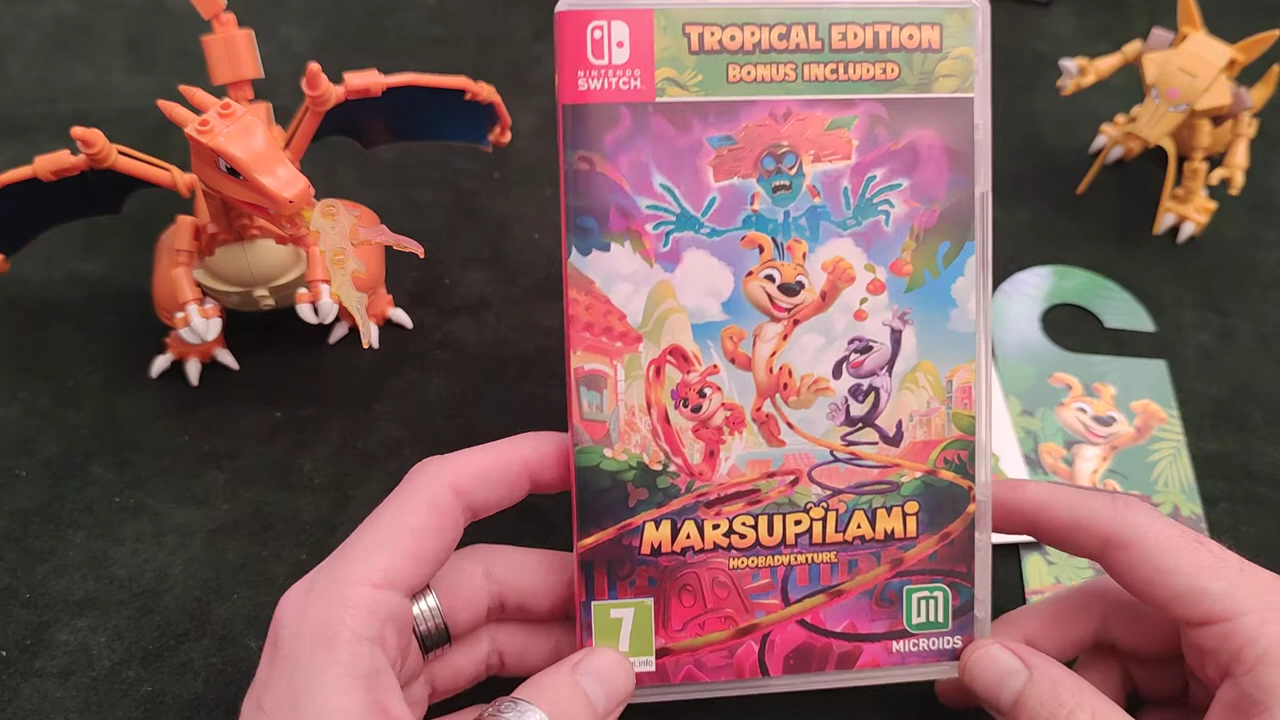 NINTENDO
SWITCH
TROPICAL EDITION
BONUS INCLUDED
MARSUPiLAMi
HOOBADVENTURE
7
MICROIDS